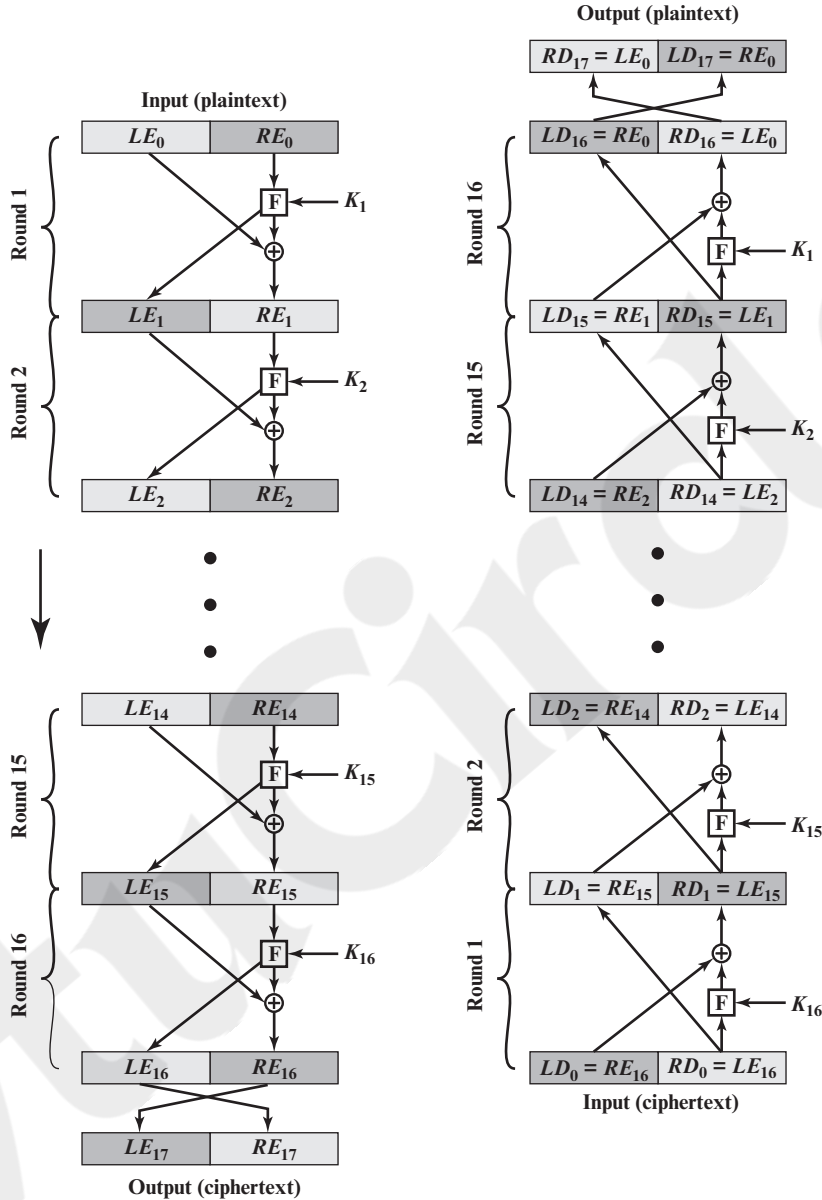 Input (plaintext)
LE₀ RE₀
Round 1
F K₁
+
LE₁ RE₁
Round 2
F K₂
+
LE₂ RE₂
LE₁₄ RE₁₄
Round 15
F K₁₅
+
LE₁₅ RE₁₅
Round 16
F K₁₆
+
LE₁₆ RE₁₆
LE₁₇ RE₁₇
Output (ciphertext)
Output (plaintext)
RD₁₇ = LE₀ LD₁₇ = RE₀
LD₁₆ = RE₀ RD₁₆ = LE₀
Round 16
+
F K₁
LD₁₅ = RE₁ RD₁₅ = LE₁
Round 15
+
F K₂
LD₁₄ = RE₂ RD₁₄ = LE₂
LD₂ = RE₁₄ RD₂ = LE₁₄
Round 2
+
F K₁₅
LD₁ = RE₁₅ RD₁ = LE₁₅
Round 1
+
F K₁₆
LD₀ = RE₁₆ RD₀ = LE₁₆
Input (ciphertext)